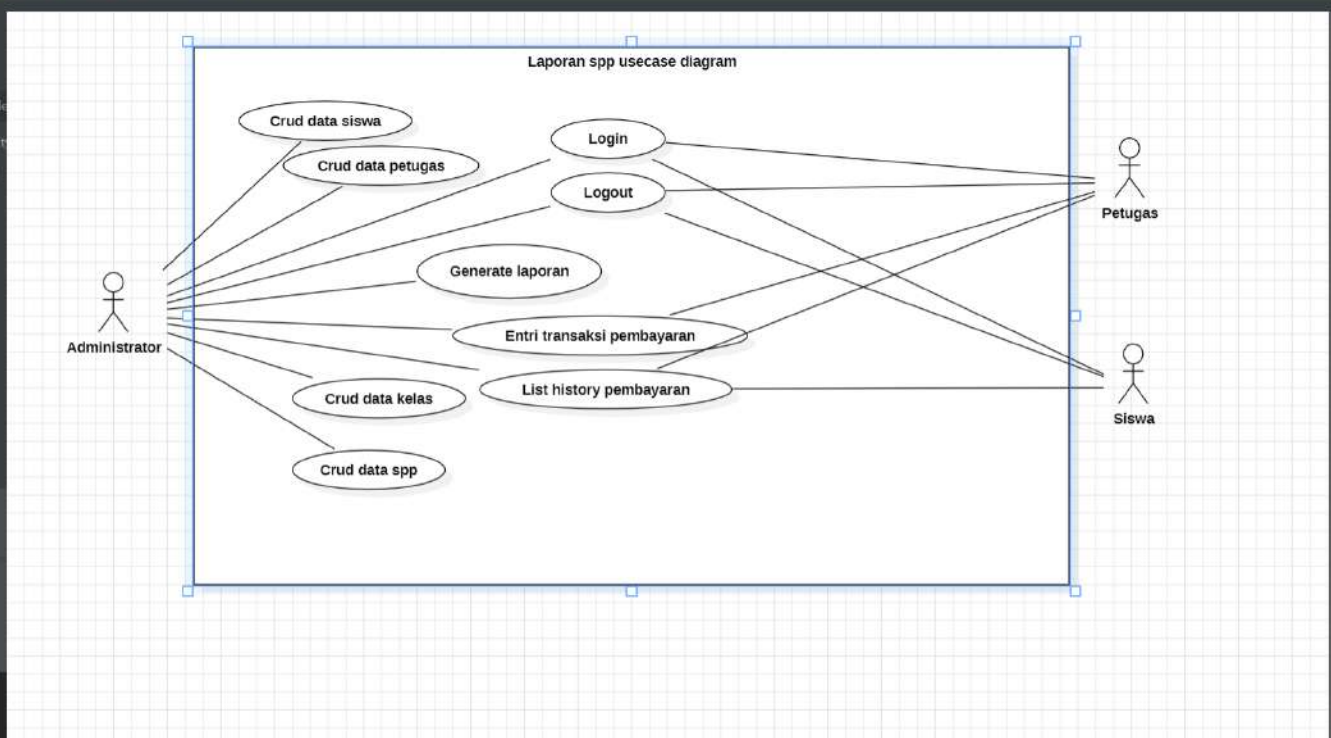 Laporan spp usecase diagram
Crud data siswa
Login
Crud data petugas
Logout
Petugas
Generate laporan
Administrator
Entri transaksi pembayaran
List history pembayaran
Crud data kelas
Siswa
Crud data spp